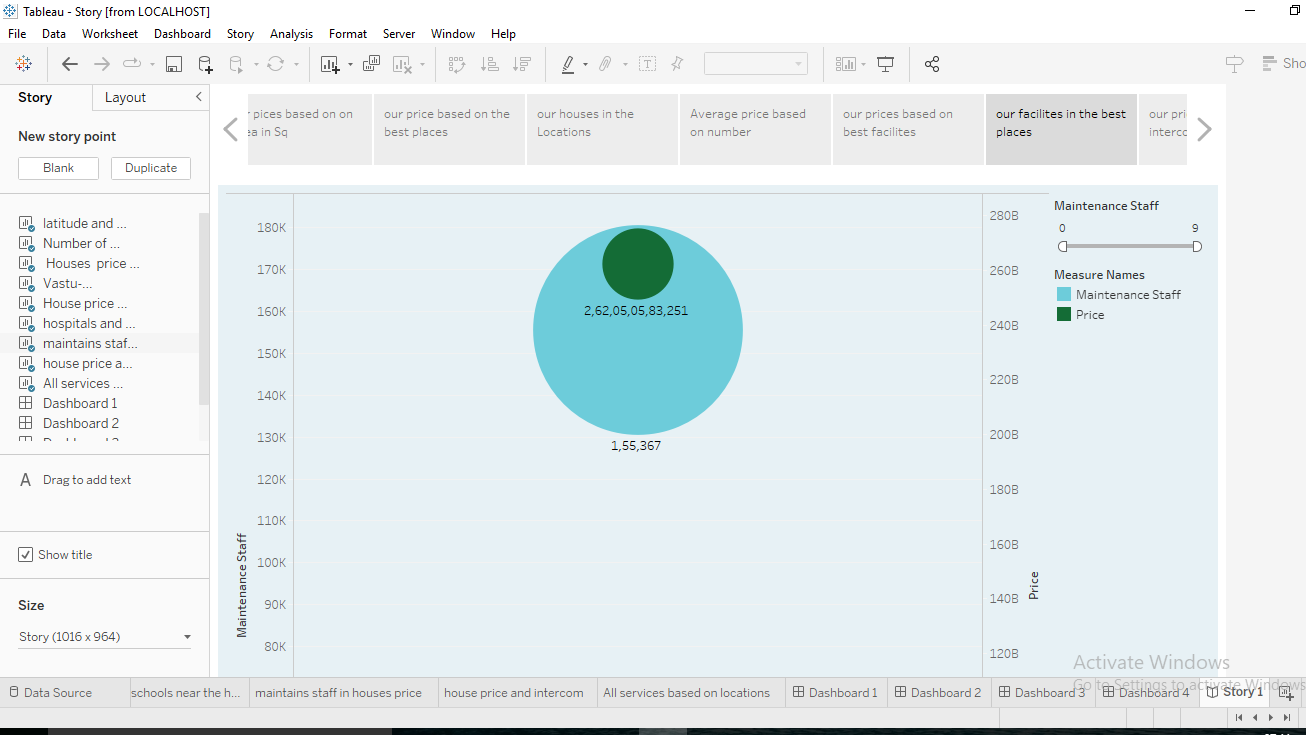 Tableau - Story [from LOCALHOST]
File Data Worksheet Dashboard Story Analysis Format Server Window Help
Sho
Story Layout
New story point
Blank Duplicate
latitude and ...
Number of ...
Houses price ...
Vastu-...
House price ...
hospitals and ...
maintains staf...
house price a...
All services ...
Dashboard 1
Dashboard 2
A Drag to add text
Show title
Size
Story (1016 x 964)
r pices based on on
ea in Sq
our price based on the
best places
our houses in the
Locations
Average price based
on number
our prices based on
best facilites
our facilites in the best
places
our pri
interco
180K
170K
160K
150K
140K
130K
120K
110K
100K
90K
80K
Maintenance Staff
2,62,05,05,83,251
1,55,367
280B
260B
240B
220B
200B
180B
160B
140B
120B
Price
Maintenance Staff
0 9
Measure Names
Maintenance Staff
Price
Activate Windows
Go to Settings to activate Windows
Data Source schools near the h... maintains staff in houses price house price and intercom All services based on locations Dashboard 1 Dashboard 2 Dashboard 3 Dashboard 4 Story 1